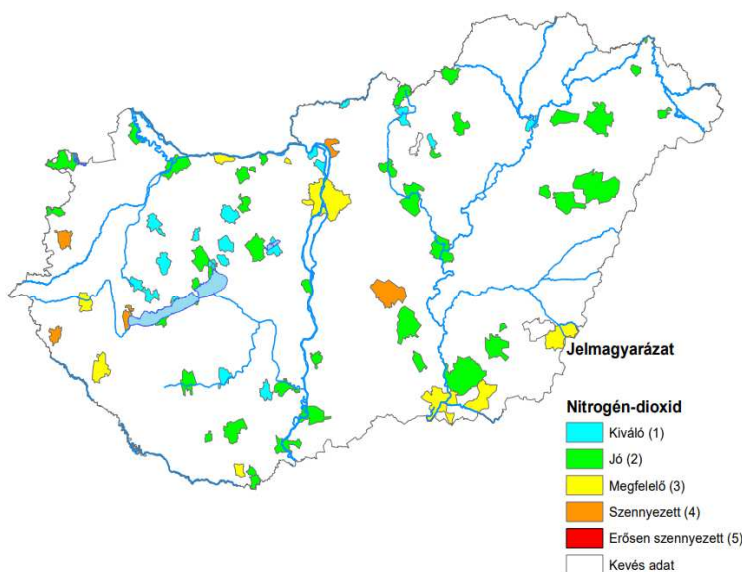 Jelmagyarázat
Nitrogén-dioxid
Kiváló (1)
Jó (2)
Megfelelő (3)
Szennyezett (4)
Erősen szennyezett (5)
Kevés adat